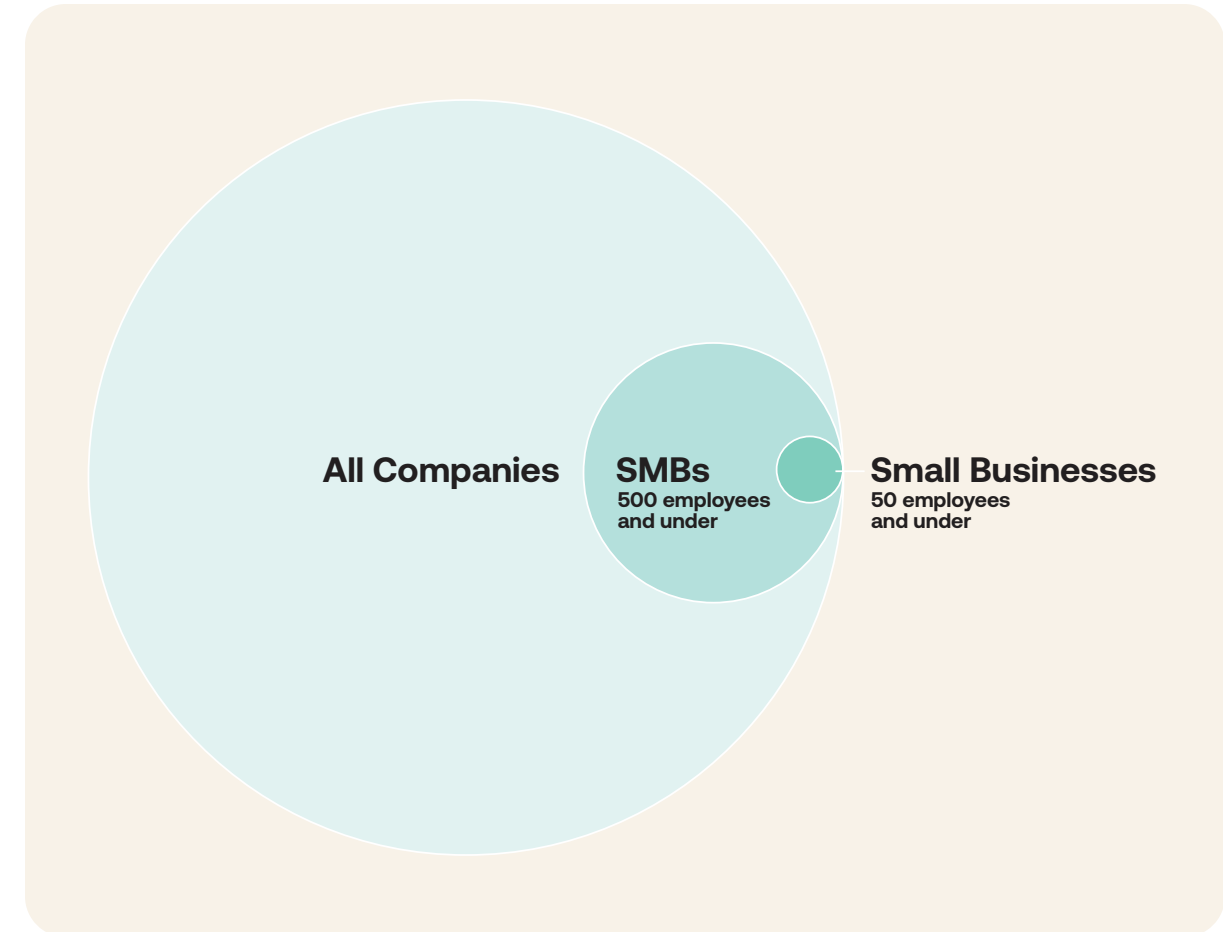 All Companies
SMBs
500 employees
and under
Small Businesses
50 employees
and under